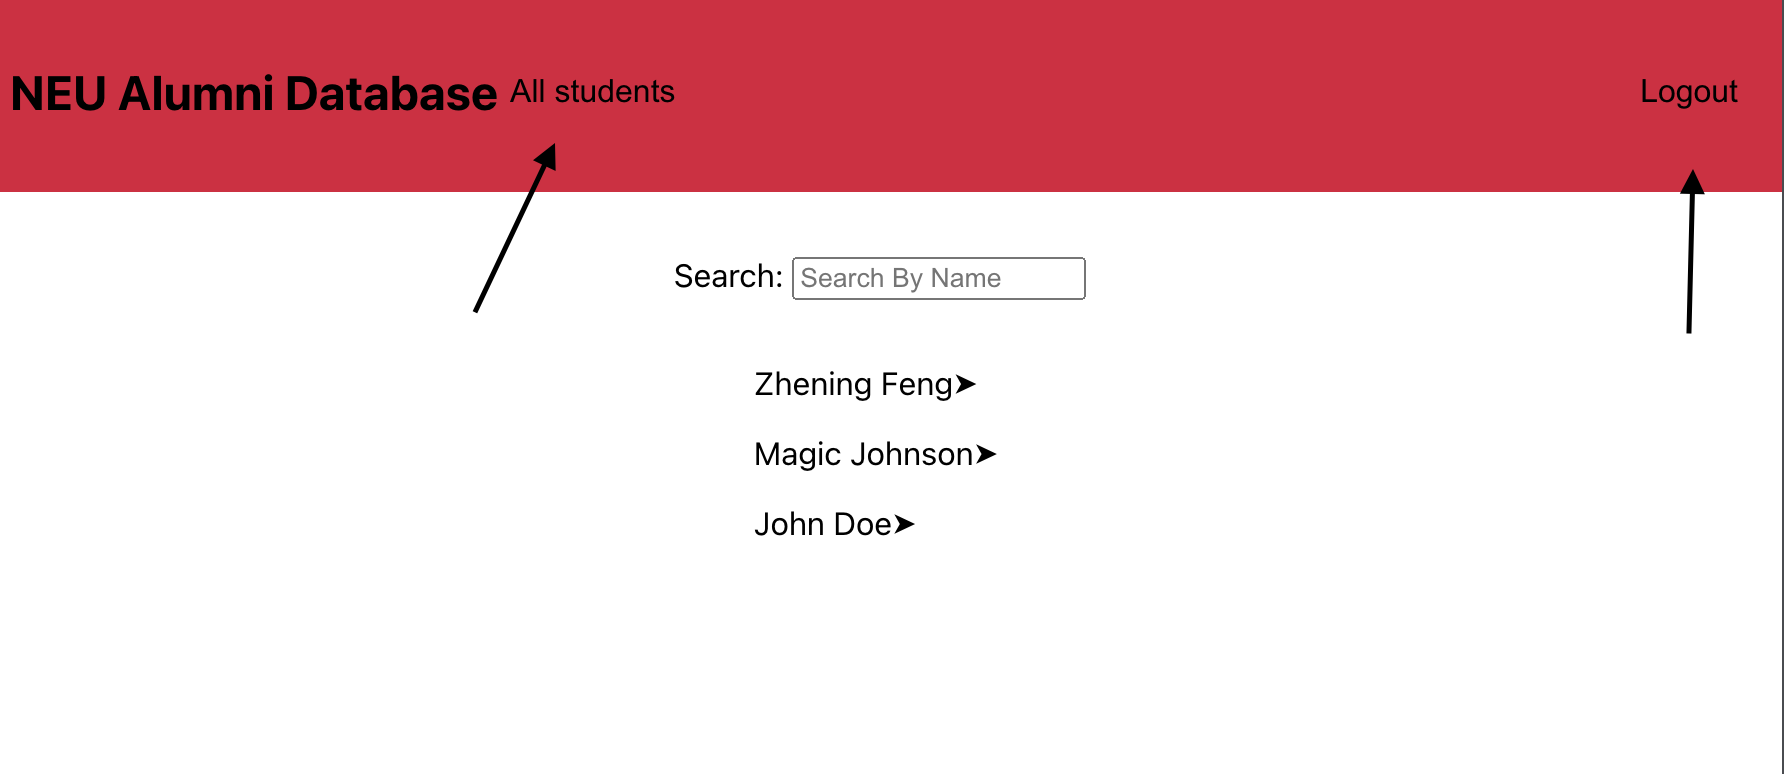 NEU Alumni Database All students Logout
Search: Search By Name
Zhening Feng➤
Magic Johnson➤
John Doe➤